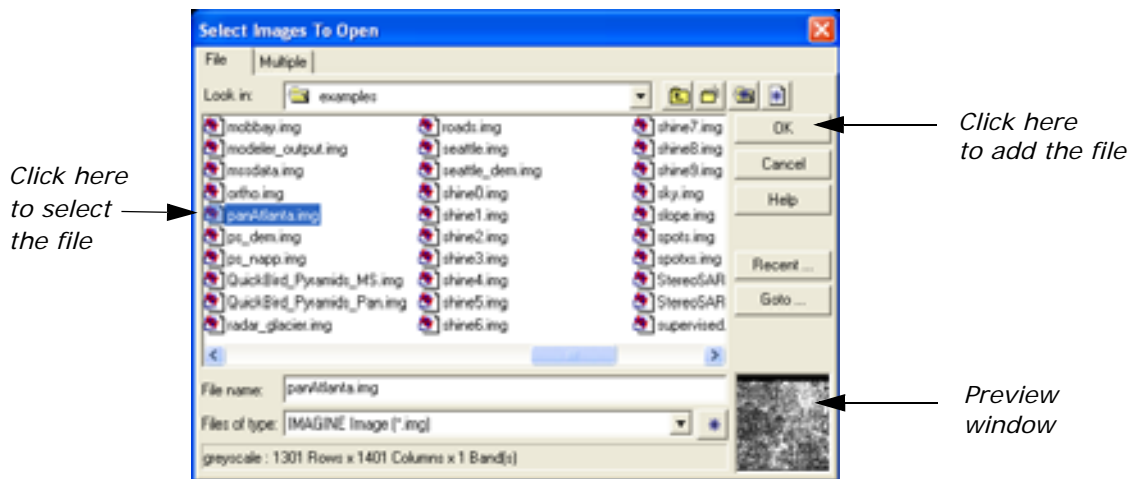 Select Images To Open
File Multiple
Look in: examples
mobbay.img
modeler_output.img
mssdata.img
ortho.img
panAtlanta.img
ps_dem.img
ps_napp.img
QuickBird_Pyramids_MS.img
QuickBird_Pyramids_Pan.img
radar_glacier.img
roads.img
seattle.img
seattle_dem.img
shine0.img
shine1.img
shine2.img
shine3.img
shine4.img
shine5.img
shine6.img
shine7.img
shine8.img
shine9.img
sky.img
slope.img
spots.img
spotxs.img
StereoSAR
StereoSAR
supervised.
OK
Cancel
Help
Recent ...
Goto ...
File name: panAtlanta.img
Files of type: IMAGINE Image (*.img)
greyscale : 1301 Rows x 1401 Columns x 1 Band(s)
Click here
to select
the file
Click here
to add the file
Preview
window